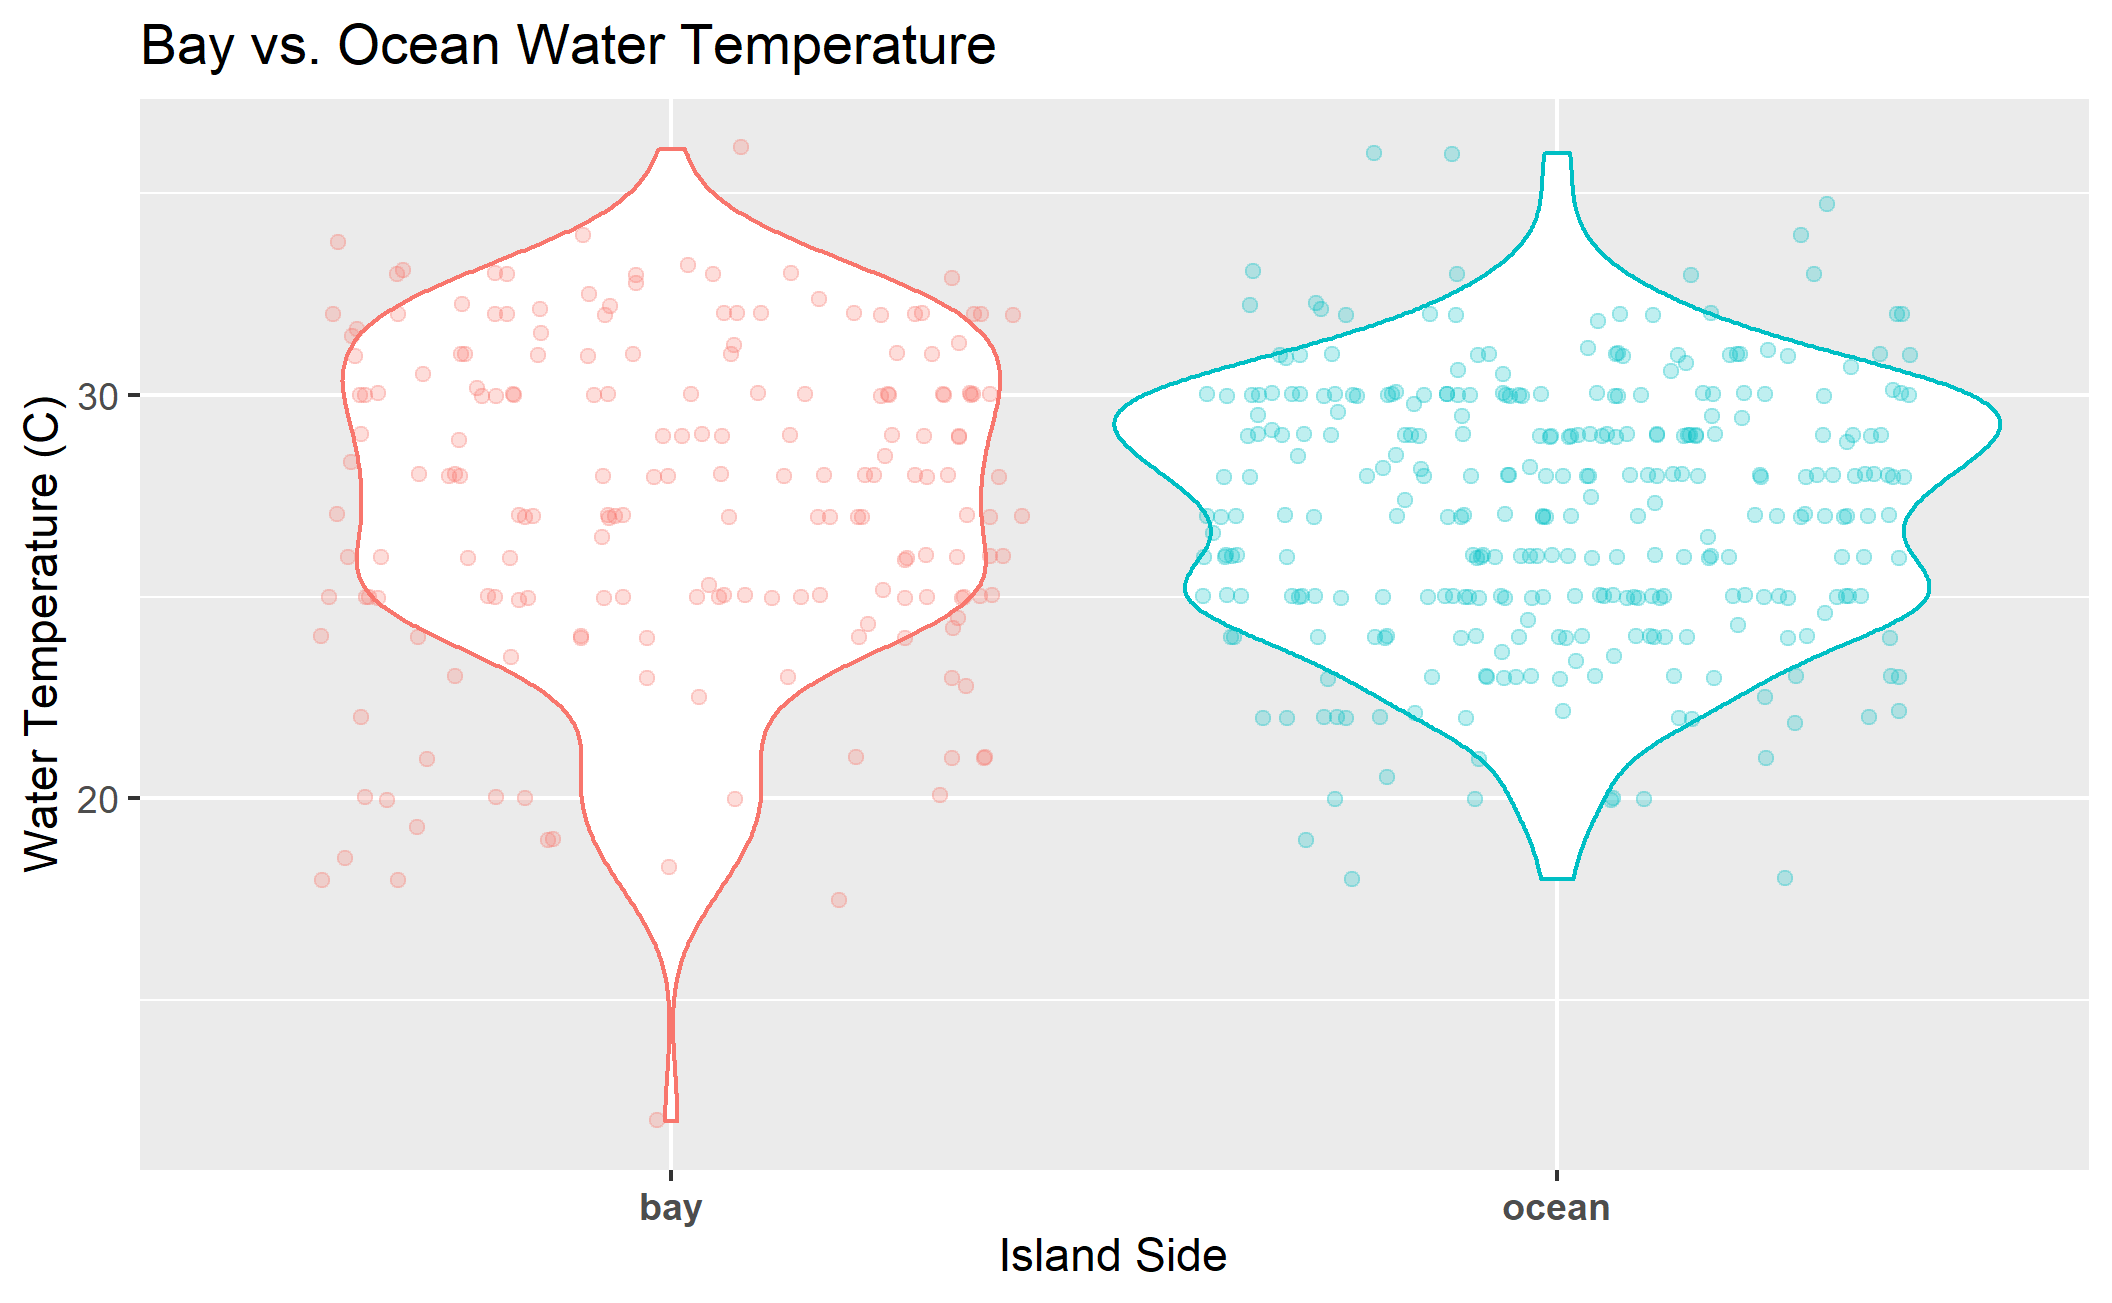 Bay vs. Ocean Water Temperature
Water Temperature (C)
30
20
bay
ocean
Island Side